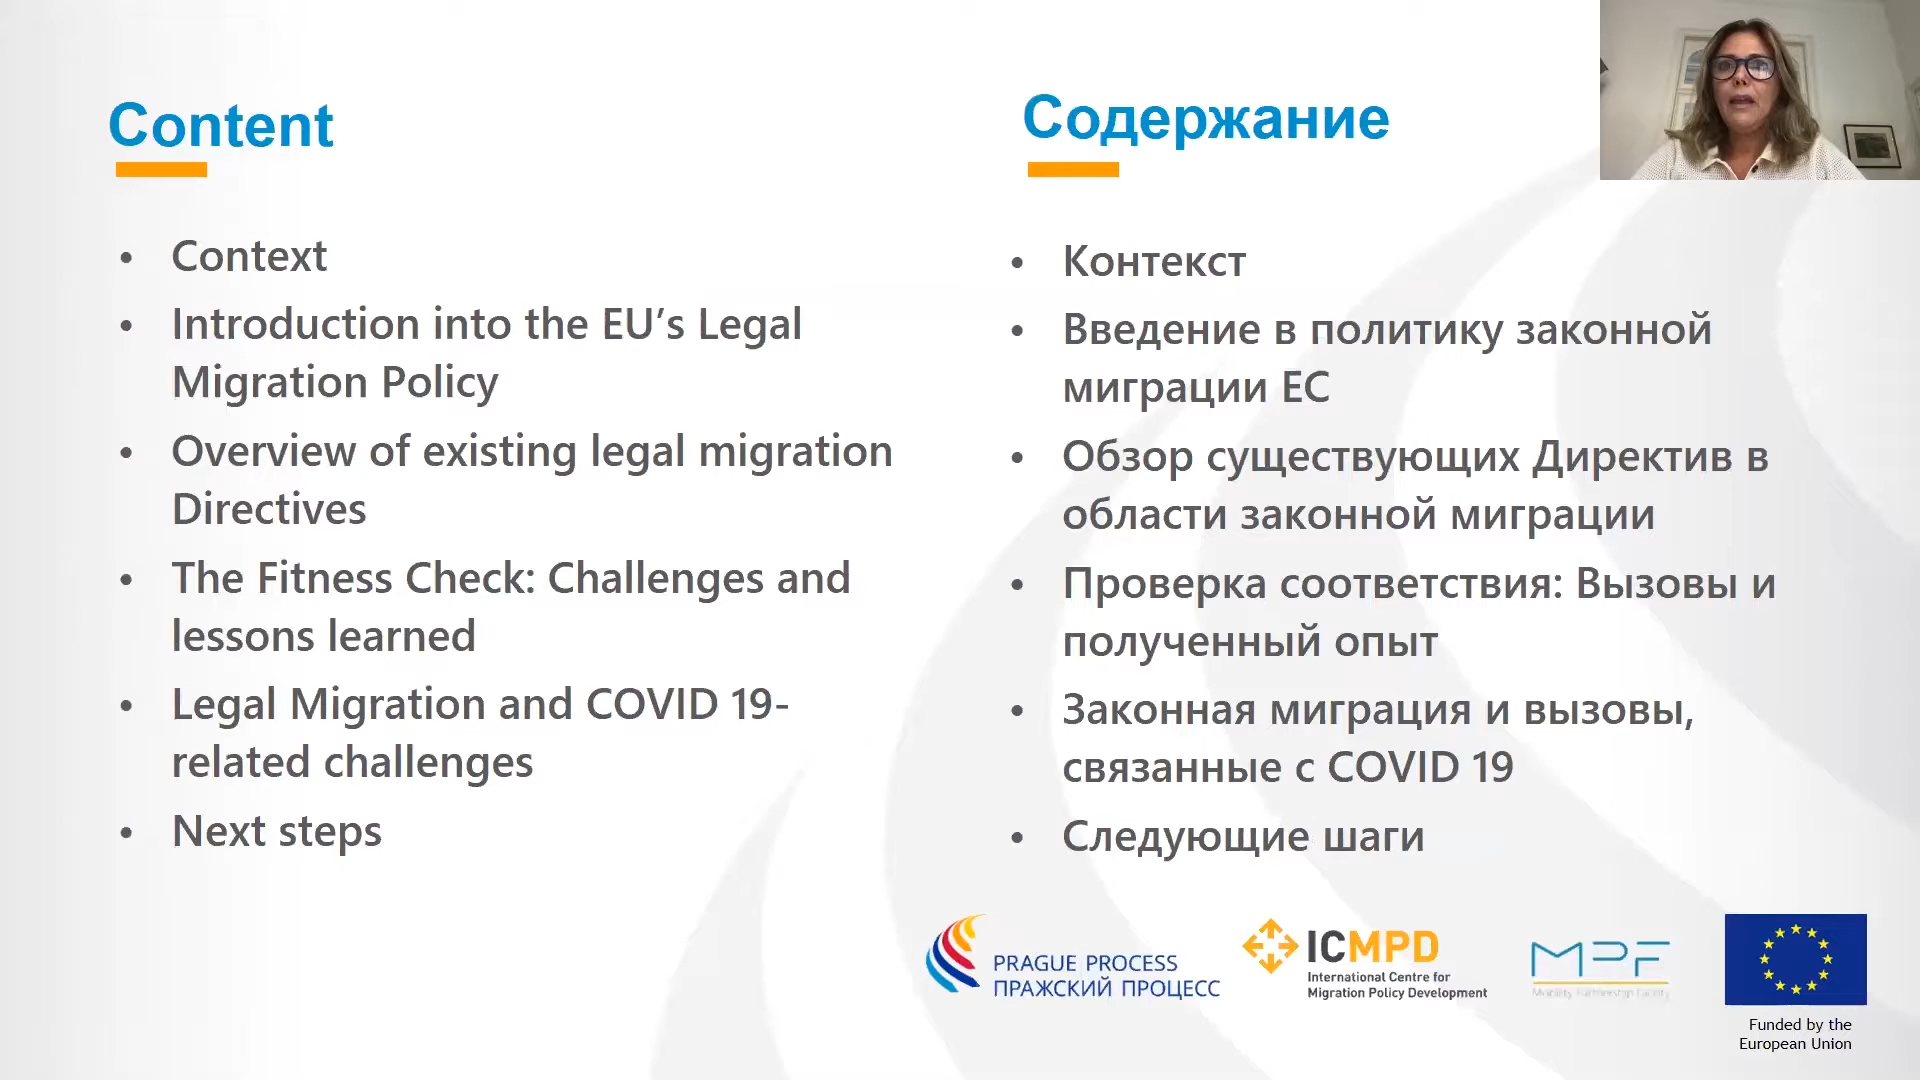 Content
Context
Introduction into the EU’s Legal
Migration Policy
Overview of existing legal migration
Directives
The Fitness Check: Challenges and
lessons learned
Legal Migration and COVID 19-
related challenges
Next steps
Содержание
Контекст
Введение в политику законной
миграции ЕС
Обзор существующих Директив в
области законной миграции
Проверка соответствия: Вызовы и
полученный опыт
Законная миграция и вызовы,
связанные с COVID 19
Следующие шаги
PRAGUE PROCESS
ПРАЖСКИЙ ПРОЦЕСС
ICMPD
International Centre for
Migration Policy Development
MPF
Mobility Partnership Facility
Funded by the
European Union